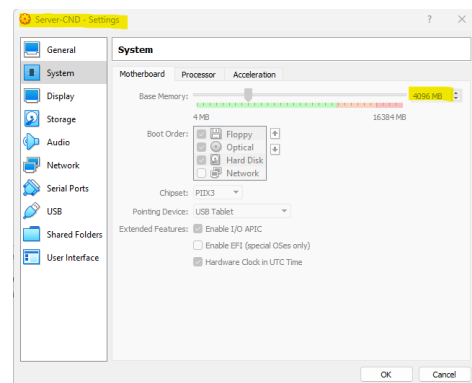 Server-CND - Settings
? ×
General
System
Display
Storage
Audio
Network
Serial Ports
USB
Shared Folders
User Interface
System
Motherboard Processor Acceleration
Base Memory: 4096 MB
4 MB 16384 MB
Boot Order: Floppy
Optical
Hard Disk
Network
Chipset: PIIX3
Pointing Device: USB Tablet
Extended Features: Enable I/O APIC
Enable EFI (special OSes only)
Hardware Clock in UTC Time
OK Cancel